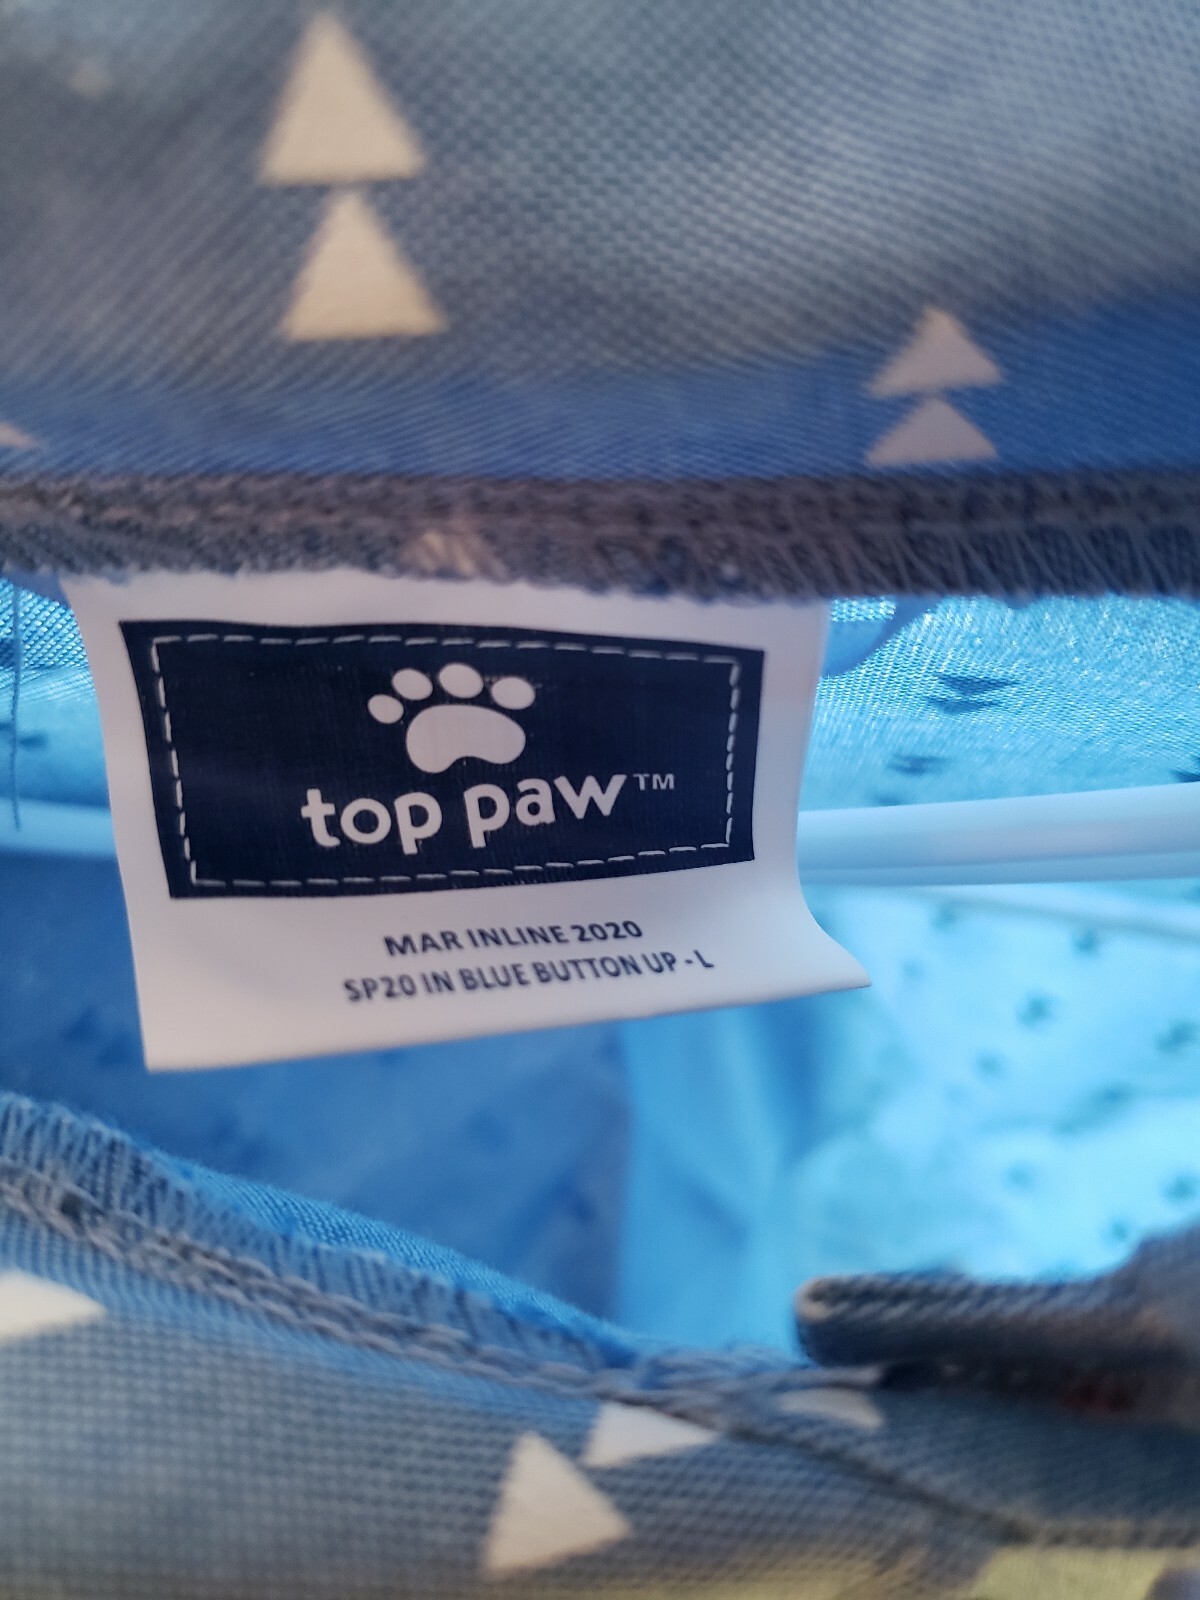 top paw™
MAR INLINE 2020
SP20 IN BLUE BUTTON UP - L